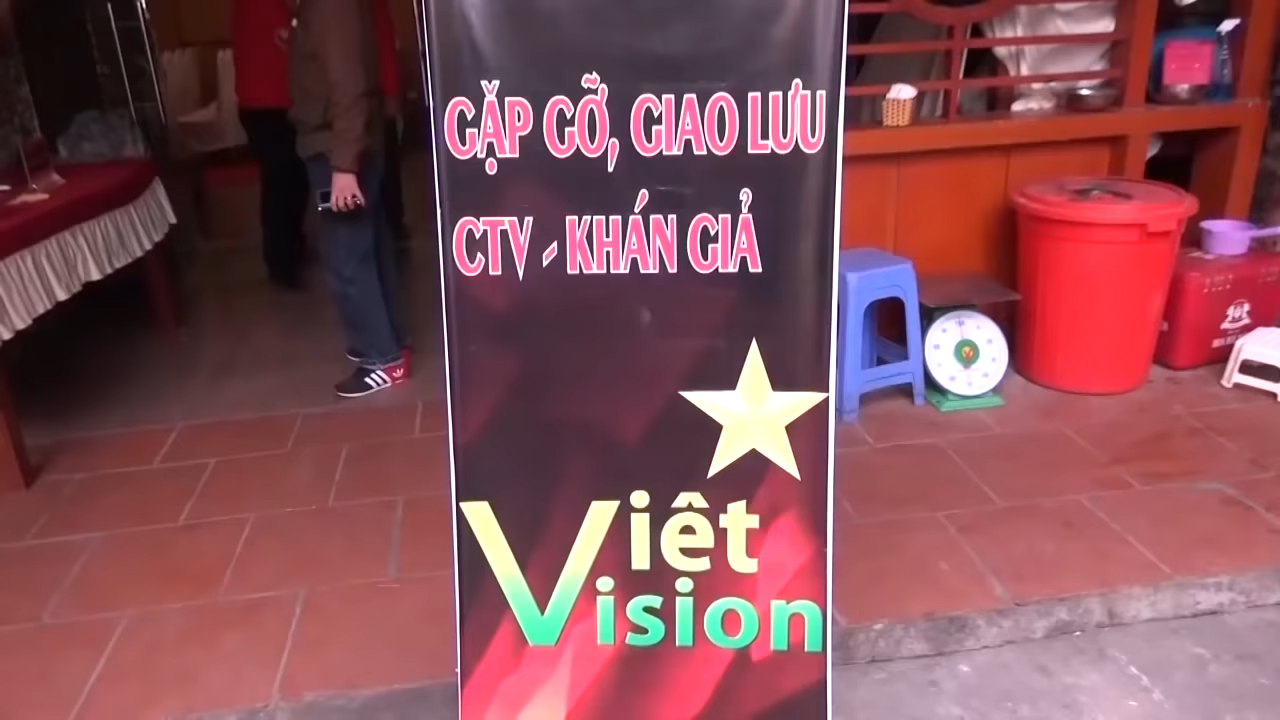 GẶP GỠ, GIAO LƯU
CTV - KHÁN GIẢ
Việt
Vision